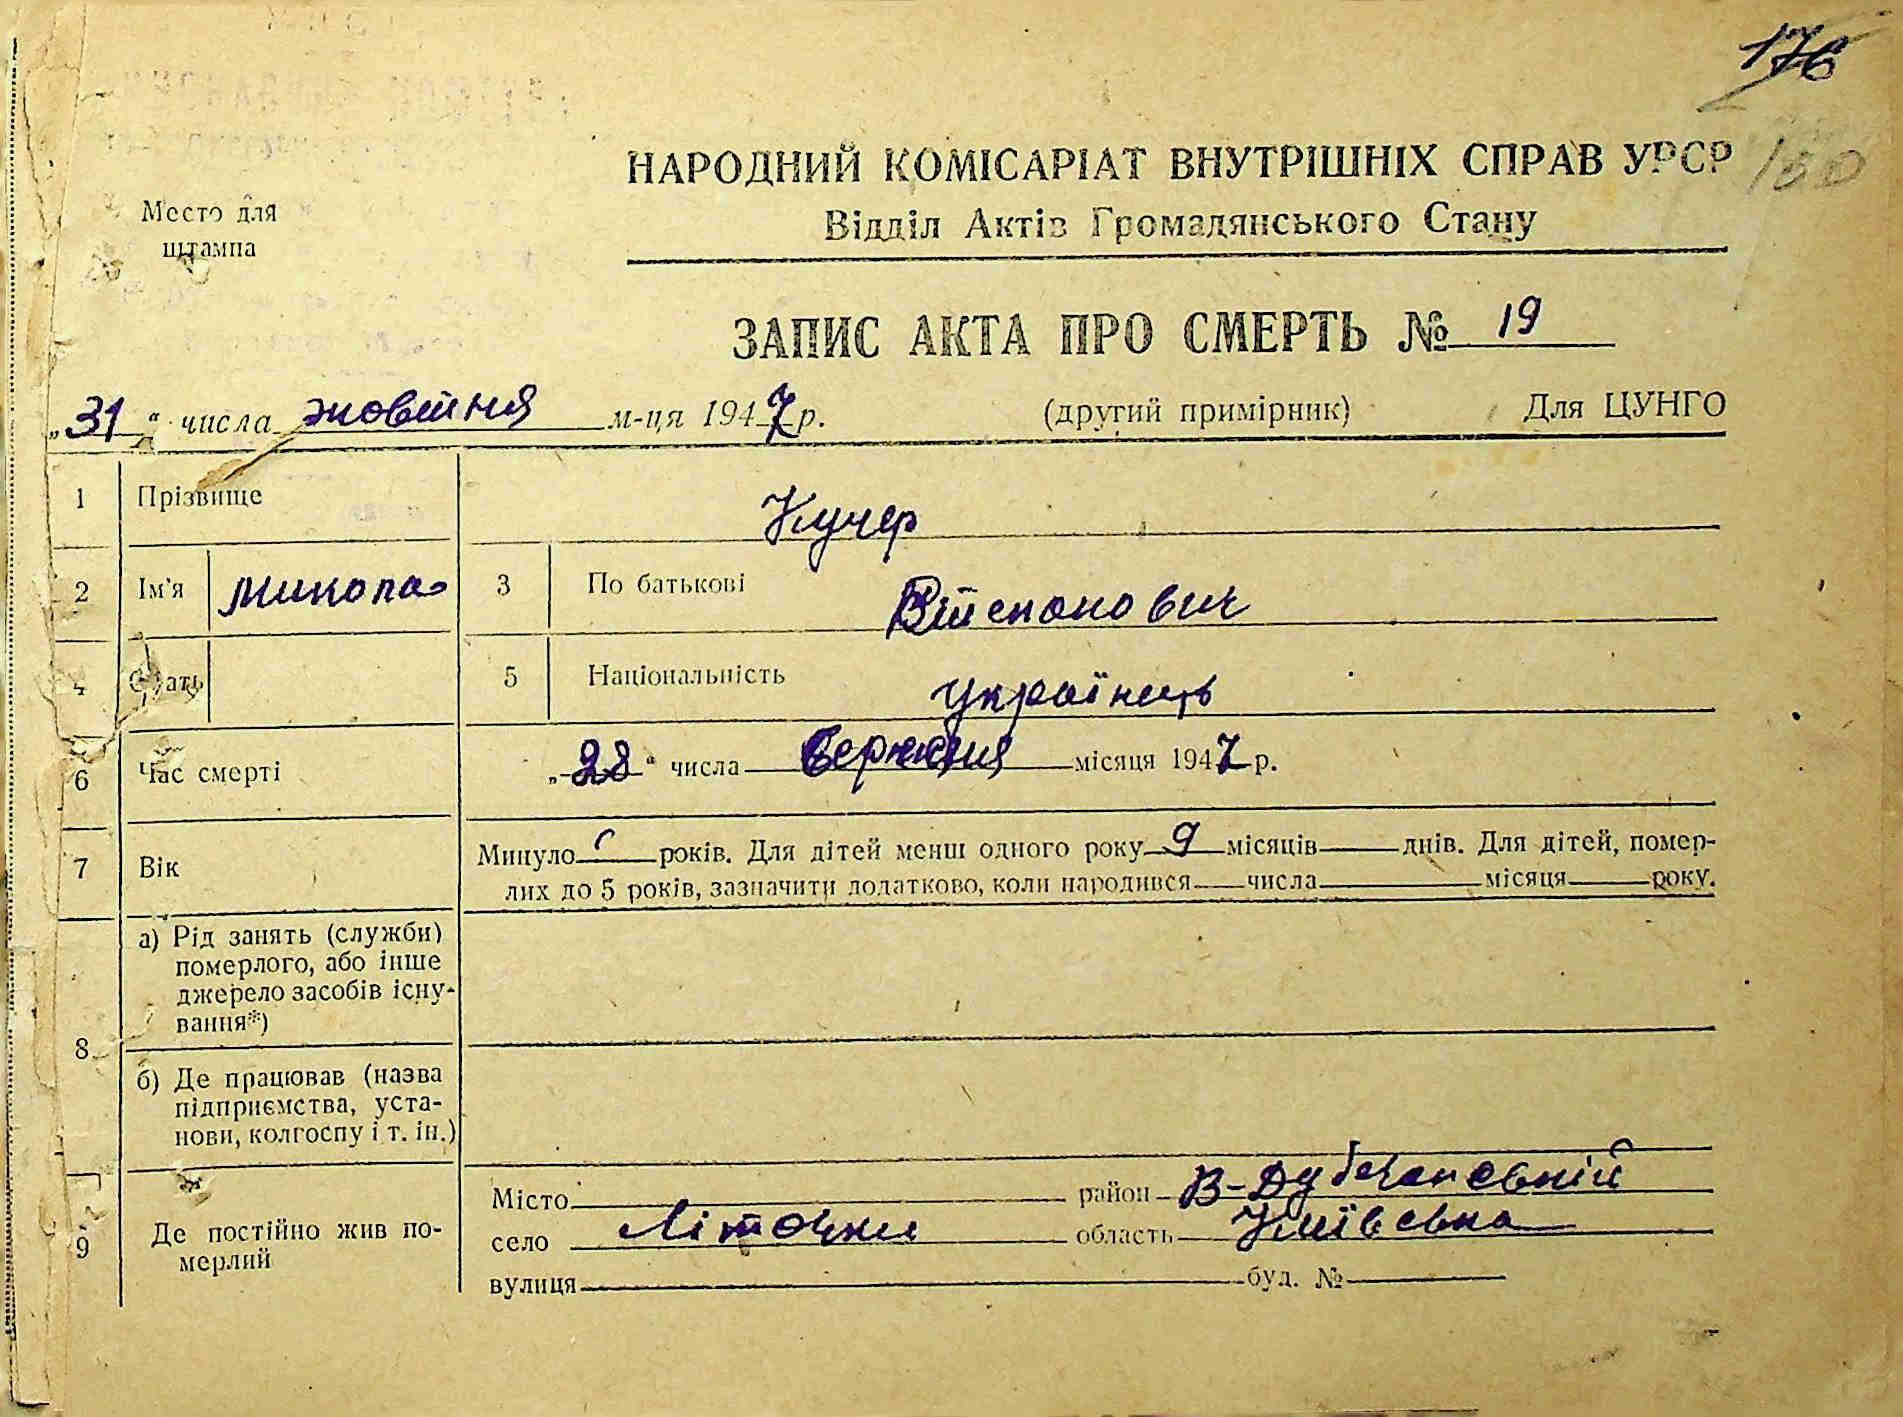 176
160
Место для
штампа
НАРОДНИЙ КОМІСАРІАТ ВНУТРІШНІХ СПРАВ УРСР
Відділ Актів Громадянського Стану
ЗАПИС АКТА ПРО СМЕРТЬ № 19
„31“ числа жовтня м-ця 1947 р. (другий примірник) Для ЦУНГО
1 Прізвище Кучер
2 Ім'я Микола 3 По батькові
4 Стать 5 Національність українець
6 Час смерті „28“ числа вересня місяця 1947 р.
7 Вік Минуло років. Для дітей менш одного року 9 місяців днів. Для дітей, помер-
лих до 5 років, зазначити додатково, коли народився числа місяця року.
8 а) Рід занять (служби)
померлого, або інше
джерело засобів існу-
вання*)
б) Де працював (назва
підприємства, уста-
нови, колгоспу і т. ін.)
9 Де постійно жив по-
мерлий
Місто район В-Дубечанській
село Літочки область Київська
вулиця буд. №